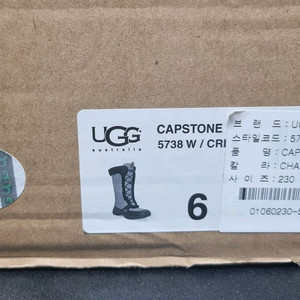 UGG
australia
CAPSTONE
5738 W / CRI
6
브 랜 드 : U
스타일코드 : 57
품 명 : CAP
칼 라 : CHA
사 이 즈 : 230
01060230-5